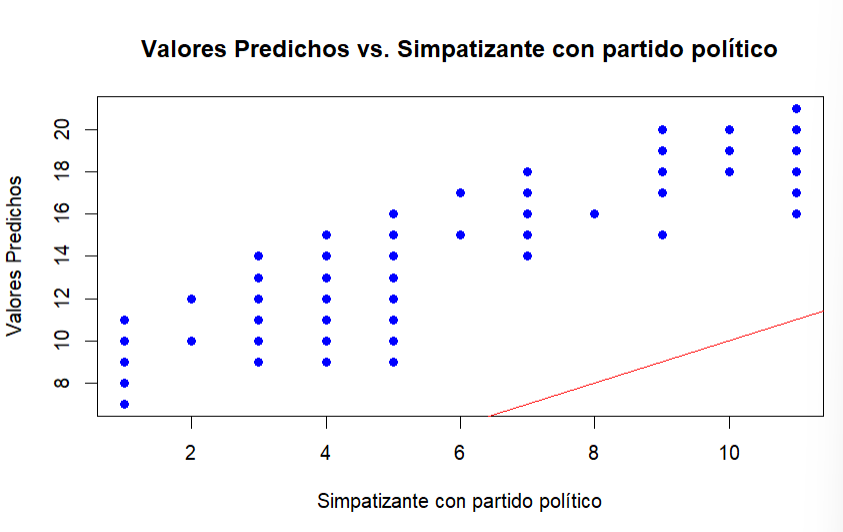 Valores Predichos vs. Simpatizante con partido político
Valores Predichos
20
18
16
14
12
10
8
2 4 6 8 10
Simpatizante con partido político